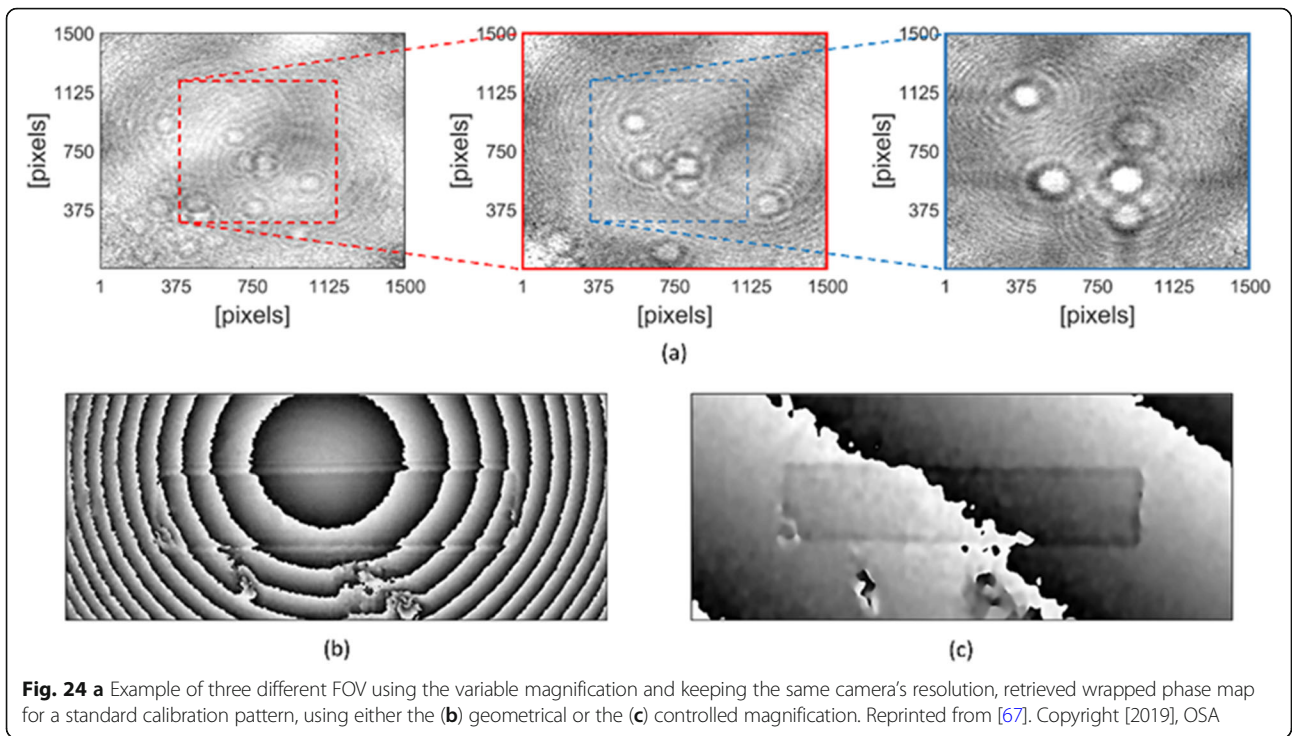 1500
1125
750
375
[pixels]
1 375 750 1125 1500
[pixels]
1500
1125
750
375
[pixels]
1 375 750 1125 1500
[pixels]
1500
1125
750
375
[pixels]
1 375 750 1125 1500
[pixels]
(a)
(b)
(c)
Fig. 24 a Example of three different FOV using the variable magnification and keeping the same camera's resolution, retrieved wrapped phase map
for a standard calibration pattern, using either the (b) geometrical or the (c) controlled magnification. Reprinted from [67]. Copyright [2019], OSA